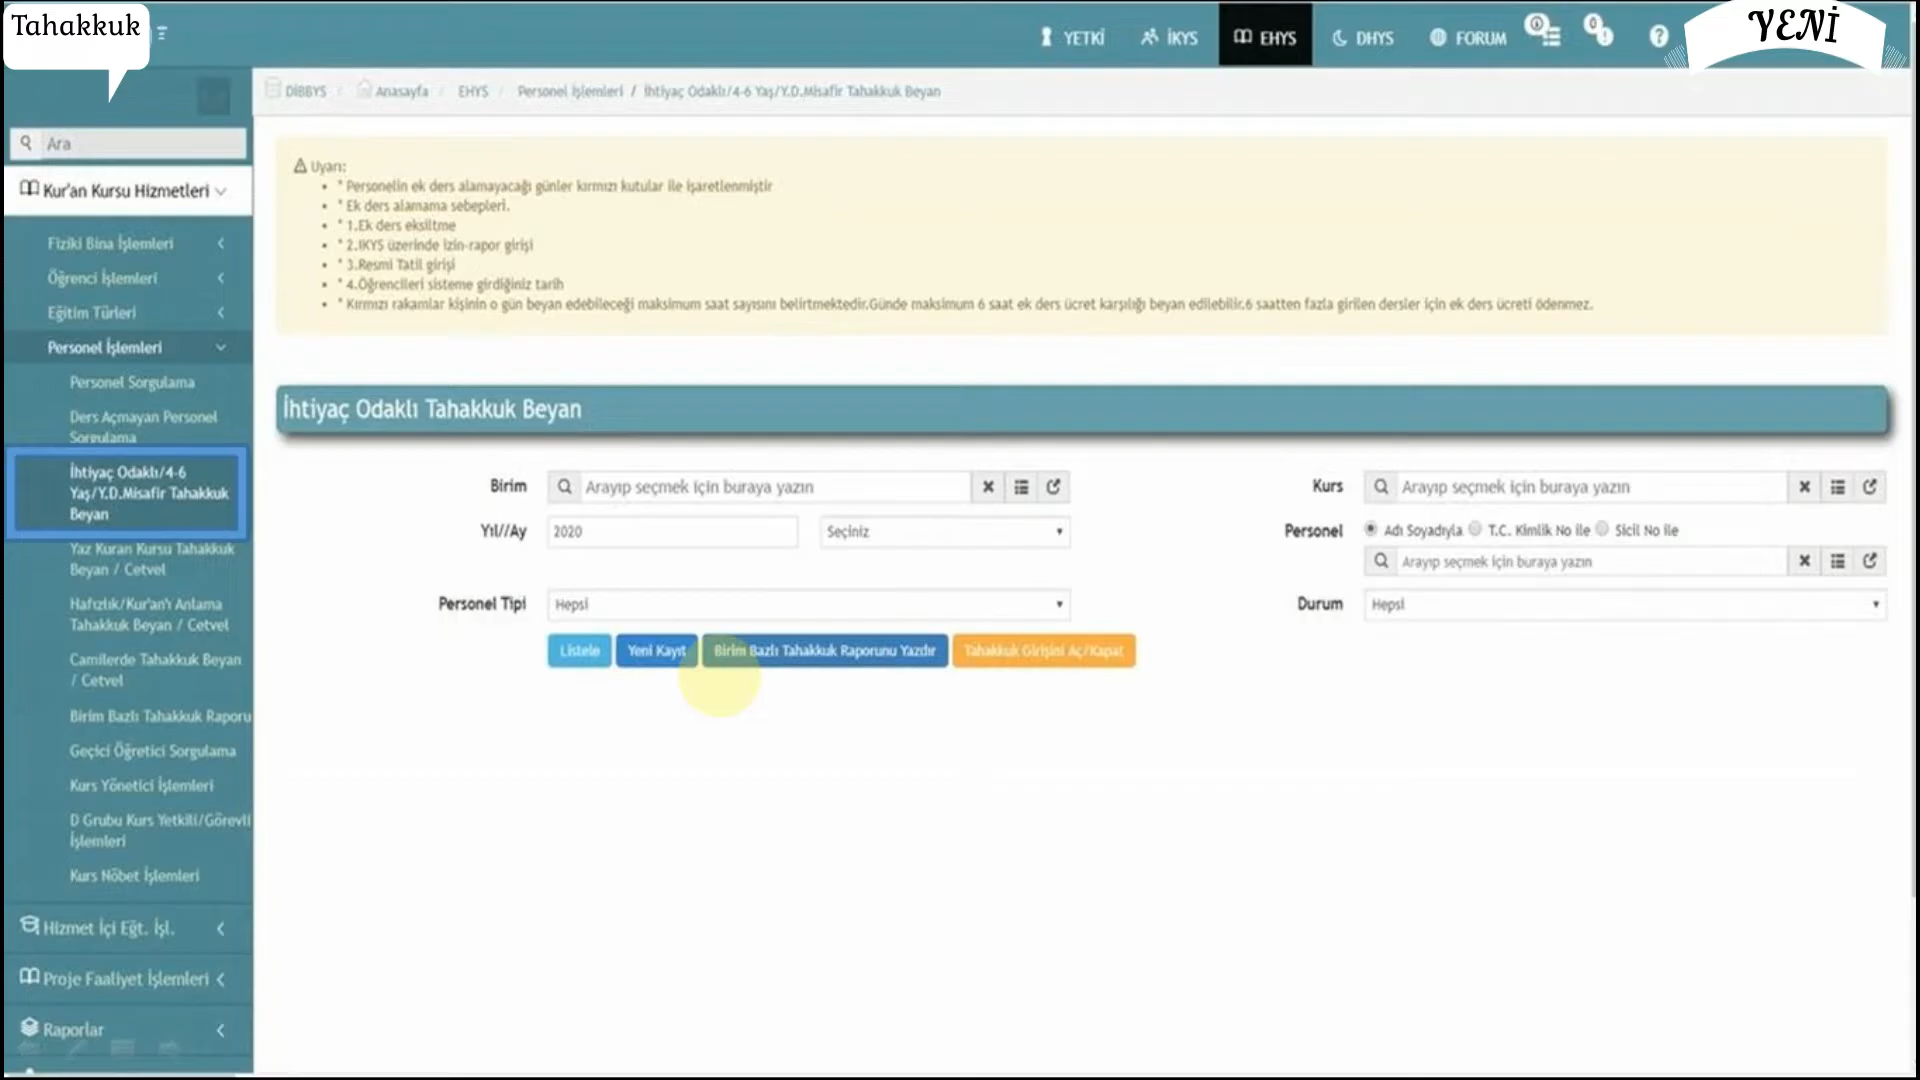 Tahakkuk
YETKİ
İKYS
EHYS
DHYS
FORUM
YENİ
DİBBYS / Anasayfa / EHYS / Personel İşlemleri / İhtiyaç Odaklı/4-6 Yaş/Y.D.Misafir Tahakkuk Beyan
Ara
Kur'an Kursu Hizmetleri
Fiziki Bina İşlemleri
Öğrenci İşlemleri
Eğitim Türleri
Personel İşlemleri
Personel Sorgulama
Ders Açmayan Personel
Sorgulama
İhtiyaç Odaklı/4-6
Yaş/Y.D.Misafir Tahakkuk
Beyan
Yaz Kuran Kursu Tahakkuk
Beyan / Cetvel
Hafızlık/Kur'an'ı Anlama
Tahakkuk Beyan / Cetvel
Camilerde Tahakkuk Beyan
/ Cetvel
Birim Bazlı Tahakkuk Raporu
Geçici Öğretici Sorgulama
Kurs Yönetici İşlemleri
D Grubu Kurs Yetkili/Görevli
İşlemleri
Kurs Nöbet İşlemleri
Hizmet İçi Eğt. İşl.
Proje Faaliyet İşlemleri
Raporlar
Uyarı:
• * Personelin ek ders alamayacağı günler kırmızı kutular ile işaretlenmiştir
• * Ek ders alamama sebepleri.
• * 1.Ek ders eksiltme
• * 2.IKYS üzerinde izin-rapor girişi
• * 3.Resmi Tatil girişi
• * 4.Öğrencileri sisteme girdiğiniz tarih
• * Kırmızı rakamlar kişinin o gün beyan edebileceği maksimum saat sayısını belirtmektedir.Günde maksimum 6 saat ek ders ücret karşılığı beyan edilebilir.6 saatten fazla girilen dersler için ek ders ücreti ödenmez.
İhtiyaç Odaklı Tahakkuk Beyan
Birim
Arayıp seçmek için buraya yazın
Kurs
Arayıp seçmek için buraya yazın
Yıl//Ay
2020
Seçiniz
Personel
Adı Soyadıyla
T.C. Kimlik No ile
Sicil No ile
Arayıp seçmek için buraya yazın
Personel Tipi
Hepsi
Durum
Hepsi
Listele
Yeni Kayıt
Birim Bazlı Tahakkuk Raporunu Yazdır
Tahakkuk Girişini Aç/Kapat